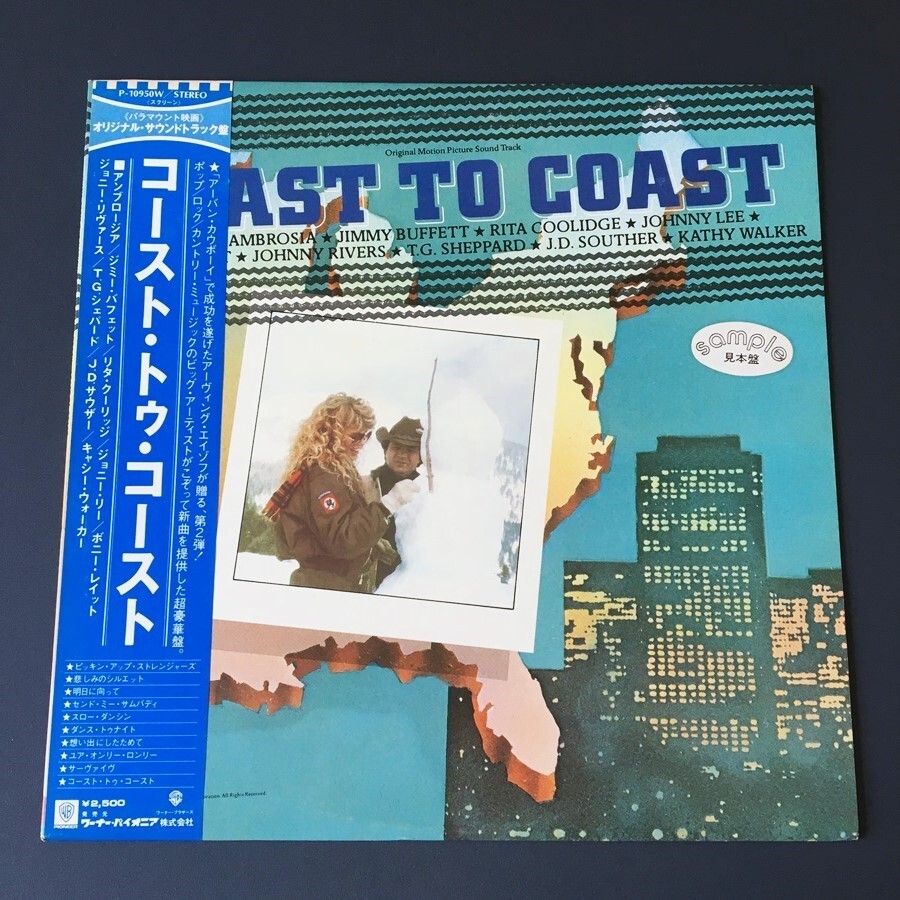 P-10950W/STEREO
(スクリーン)
〈パラマウント映画〉
オリジナル・サウンドトラック盤
コースト・トゥ・コースト
★「アーバン・カウボーイ」で成功を遂げたアーヴィング・エイゾフが贈る、第2弾!
ポップ/ロック/カントリー・ミュージックのビッグ・アーティストがこぞって新曲を提供した超豪華盤。
■アンブロージア/ジミー・バフェット/リタ・クーリッジ/ジョニー・リー/ボニー・レイット
ジョニー・リヴァース/T・Gシェパード/J・Dサウザー/キャシー・ウォーカー
★ピッキン・アップ・ストレンジャーズ
★悲しみのシルエット
★明日に向って
★センド・ミー・サムバディ
★スロー・ダンシン
★ダンス・トゥナイト
★想い出にしたためて
★ユア・オンリー・ロンリー
★サーヴァイヴ
★コースト・トゥ・コースト
¥2,500
発売元
ワーナー・パイオニア株式会社
PIONEER
ワーナー・ブラザーズ
Original Motion Picture Sound Track
AST TO COAST
AMBROSIA ★ JIMMY BUFFETT ★ RITA COOLIDGE ★ JOHNNY LEE ★
T ★ JOHNNY RIVERS ★ T.G. SHEPPARD ★ J.D. SOUTHER ★ KATHY WALKER
sample
見本盤
All Rights Reserved